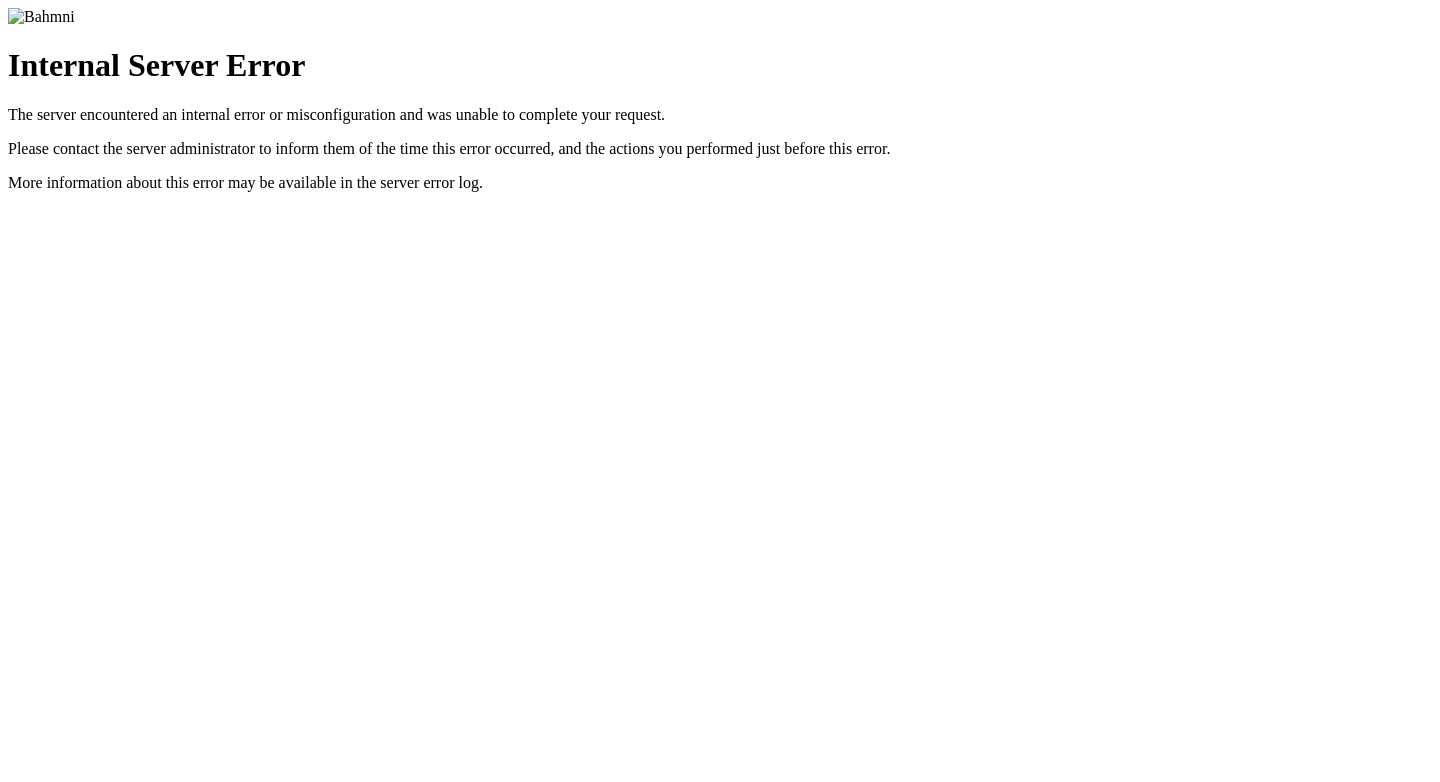 Bahmni
Internal Server Error
The server encountered an internal error or misconfiguration and was unable to complete your request.
Please contact the server administrator to inform them of the time this error occurred, and the actions you performed just before this error.
More information about this error may be available in the server error log.